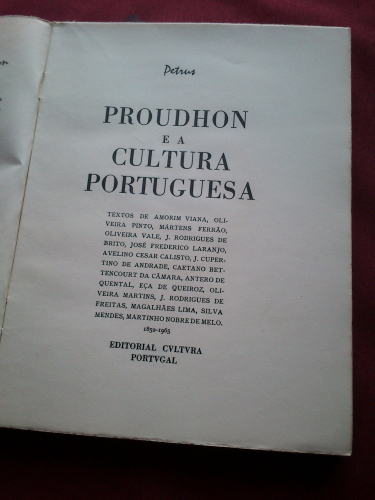 Petrus
PROUDHON
E A
CULTURA
PORTUGUESA
TEXTOS DE AMORIM VIANA, OLI-
VEIRA PINTO, MÁRTENS FERRÃO,
OLIVEIRA VALE, J. RODRIGUES DE
BRITO, JOSÉ FREDERICO LARANJO,
AVELINO CESAR CALISTO, J. CUPER-
TINO DE ANDRADE, CAETANO BET-
TENCOURT DA CÂMARA, ANTERO DE
QUENTAL, EÇA DE QUEIROZ, OLI-
VEIRA MARTINS, J. RODRIGUES DE
FREITAS, MAGALHÃES LIMA, SILVA
MENDES, MARTINHO NOBRE DE MELO.
1852-1965
EDITORIAL CVLTVRA
PORTVGAL